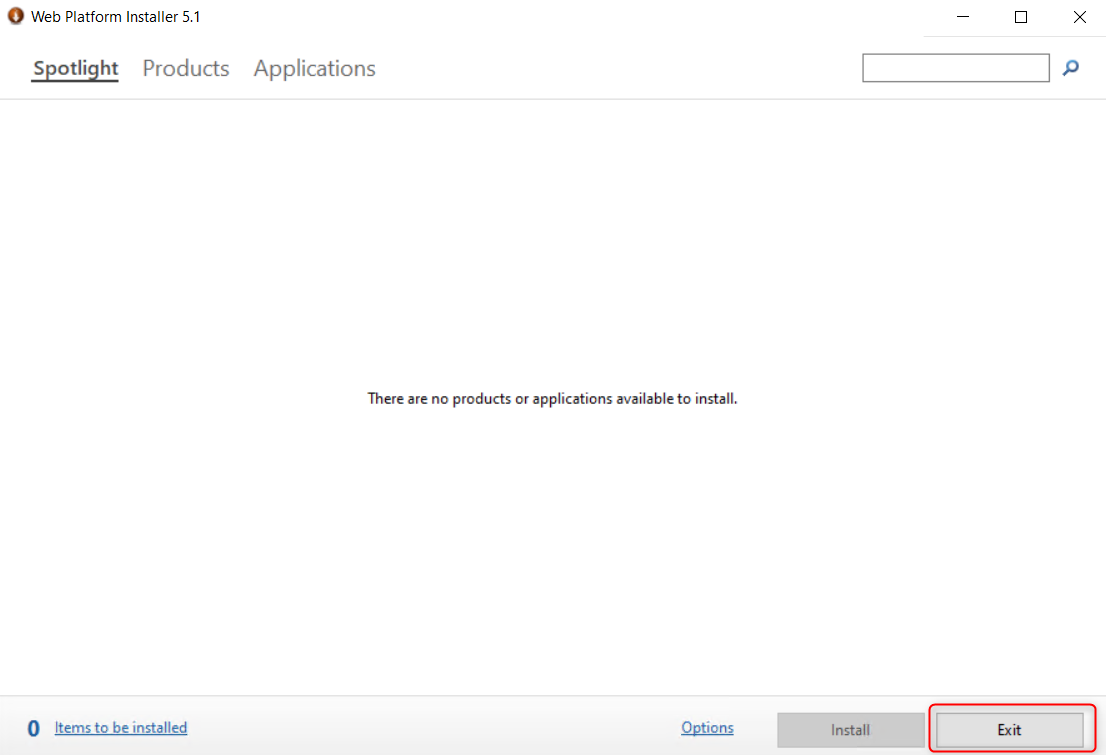 Web Platform Installer 5.1
Spotlight Products Applications
There are no products or applications available to install.
0 Items to be installed Options Install Exit